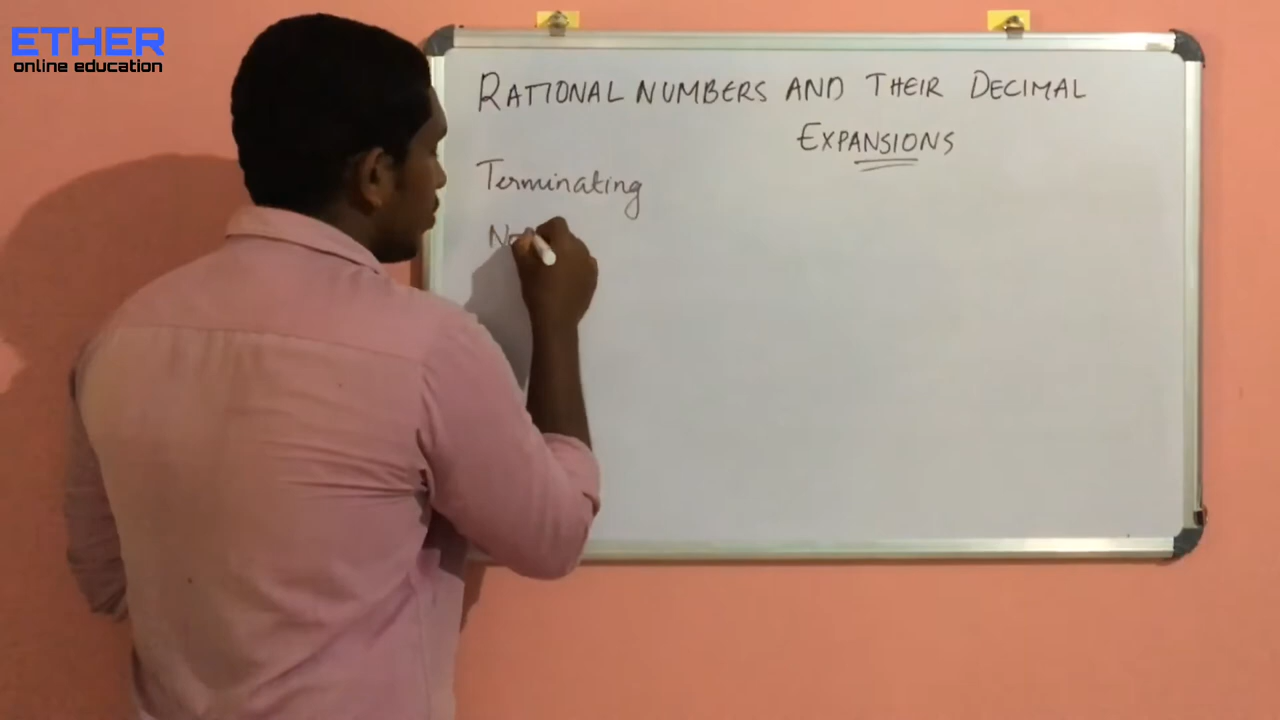 ETHER
online education
RATIONAL NUMBERS AND THEIR DECIMAL
EXPANSIONS
Terminating